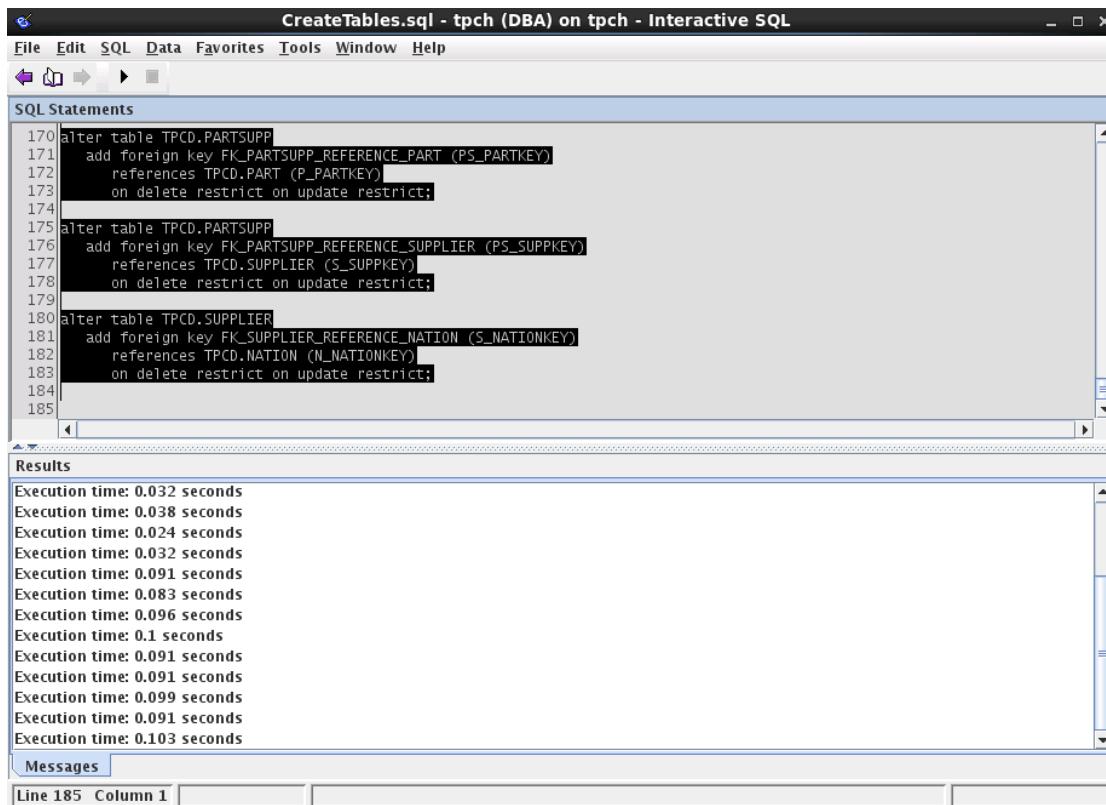 CreateTables.sql - tpch (DBA) on tpch - Interactive SQL
File Edit SQL Data Favorites Tools Window Help
SQL Statements
170 alter table TPCD.PARTSUPP
171 add foreign key FK_PARTSUPP_REFERENCE_PART (PS_PARTKEY)
172 references TPCD.PART (P_PARTKEY)
173 on delete restrict on update restrict;
174
175 alter table TPCD.PARTSUPP
176 add foreign key FK_PARTSUPP_REFERENCE_SUPPLIER (PS_SUPPKEY)
177 references TPCD.SUPPLIER (S_SUPPKEY)
178 on delete restrict on update restrict;
179
180 alter table TPCD.SUPPLIER
181 add foreign key FK_SUPPLIER_REFERENCE_NATION (S_NATIONKEY)
182 references TPCD.NATION (N_NATIONKEY)
183 on delete restrict on update restrict;
184
185
Results
Execution time: 0.032 seconds
Execution time: 0.038 seconds
Execution time: 0.024 seconds
Execution time: 0.032 seconds
Execution time: 0.091 seconds
Execution time: 0.083 seconds
Execution time: 0.096 seconds
Execution time: 0.1 seconds
Execution time: 0.091 seconds
Execution time: 0.091 seconds
Execution time: 0.099 seconds
Execution time: 0.091 seconds
Execution time: 0.103 seconds
Messages
Line 185 Column 1